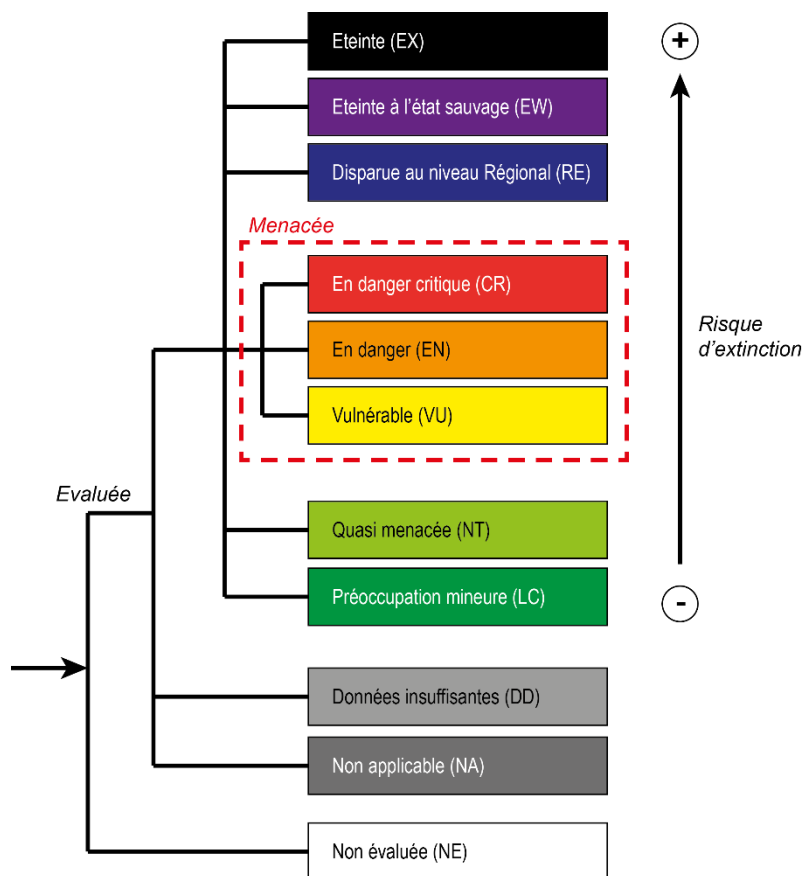 Eteinte (EX)
+
Eteinte à l'état sauvage (EW)
Disparue au niveau Régional (RE)
Menacée
En danger critique (CR)
Risque
d'extinction
En danger (EN)
Vulnérable (VU)
Evaluée
Quasi menacée (NT)
Préoccupation mineure (LC)
-
Données insuffisantes (DD)
Non applicable (NA)
Non évaluée (NE)